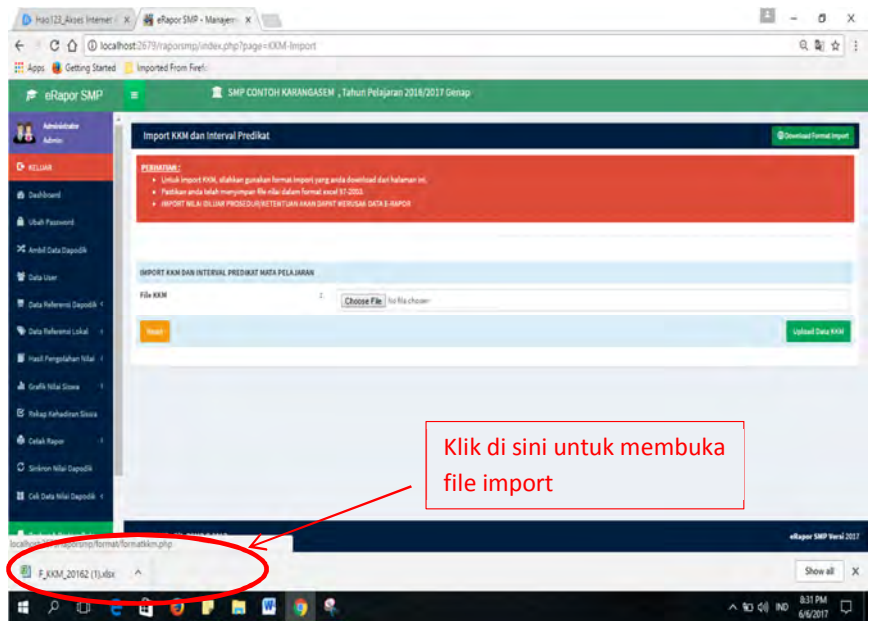 Hao123_Akses Internet
eRapor SMP - Manajem
localhost:2679/raporsmp/index.php?page=KKM-Import
Apps
Getting Started
Imported From Firef
eRapor SMP
SMP CONTOH KARANGASEM , Tahun Pelajaran 2016/2017 Genap
Administrator
Admin
Import KKM dan Interval Predikat
Download Format Import
KELUAR
PERHATIAN :
Untuk import KKM, silahkan gunakan format import yang anda download dari halaman ini.
Pastikan anda telah menyimpan file nilai dalam format excel 97-2003.
IMPORT NILAI DILUAR PROSEDUR/KETENTUAN AKAN DAPAT MERUSAK DATA E-RAPOR
Dashboard
Ubah Password
Ambil Data Dapodik
Data User
Data Referensi Dapodik
Data Referensi Lokal
Hasil Pengolahan Nilai
Grafik Nilai Siswa
Rekap Kehadiran Siswa
Cetak Rapor
Sinkron Nilai Dapodik
Cek Data Nilai Dapodik
IMPORT KKM DAN INTERVAL PREDIKAT MATA PELAJARAN
File KKM :
Choose File No file chosen
Reset
Upload Data KKM
Klik di sini untuk membuka
file import
eRapor SMP Versi 2017
localhost:2679/raporsmp/format/formatkkm.php
F_KKM_20162 (1).xlsx
Show all
IND
8:31 PM
6/6/2017